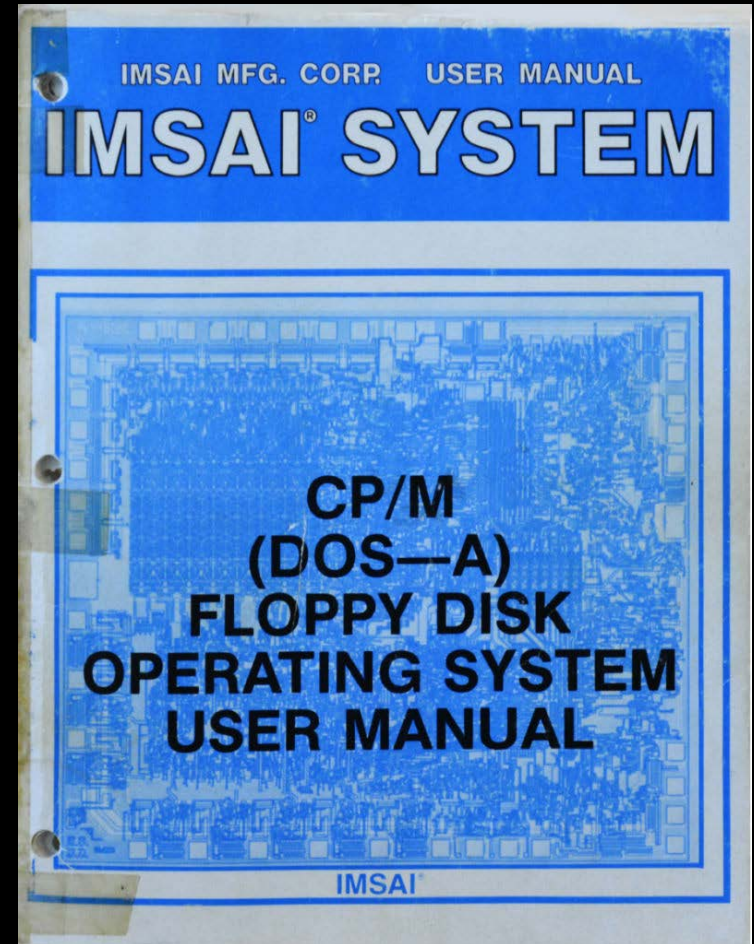 IMSAI MFG. CORP. USER MANUAL
IMSAI® SYSTEM
CP/M
(DOS—A)
FLOPPY DISK
OPERATING SYSTEM
USER MANUAL
IMSAI®